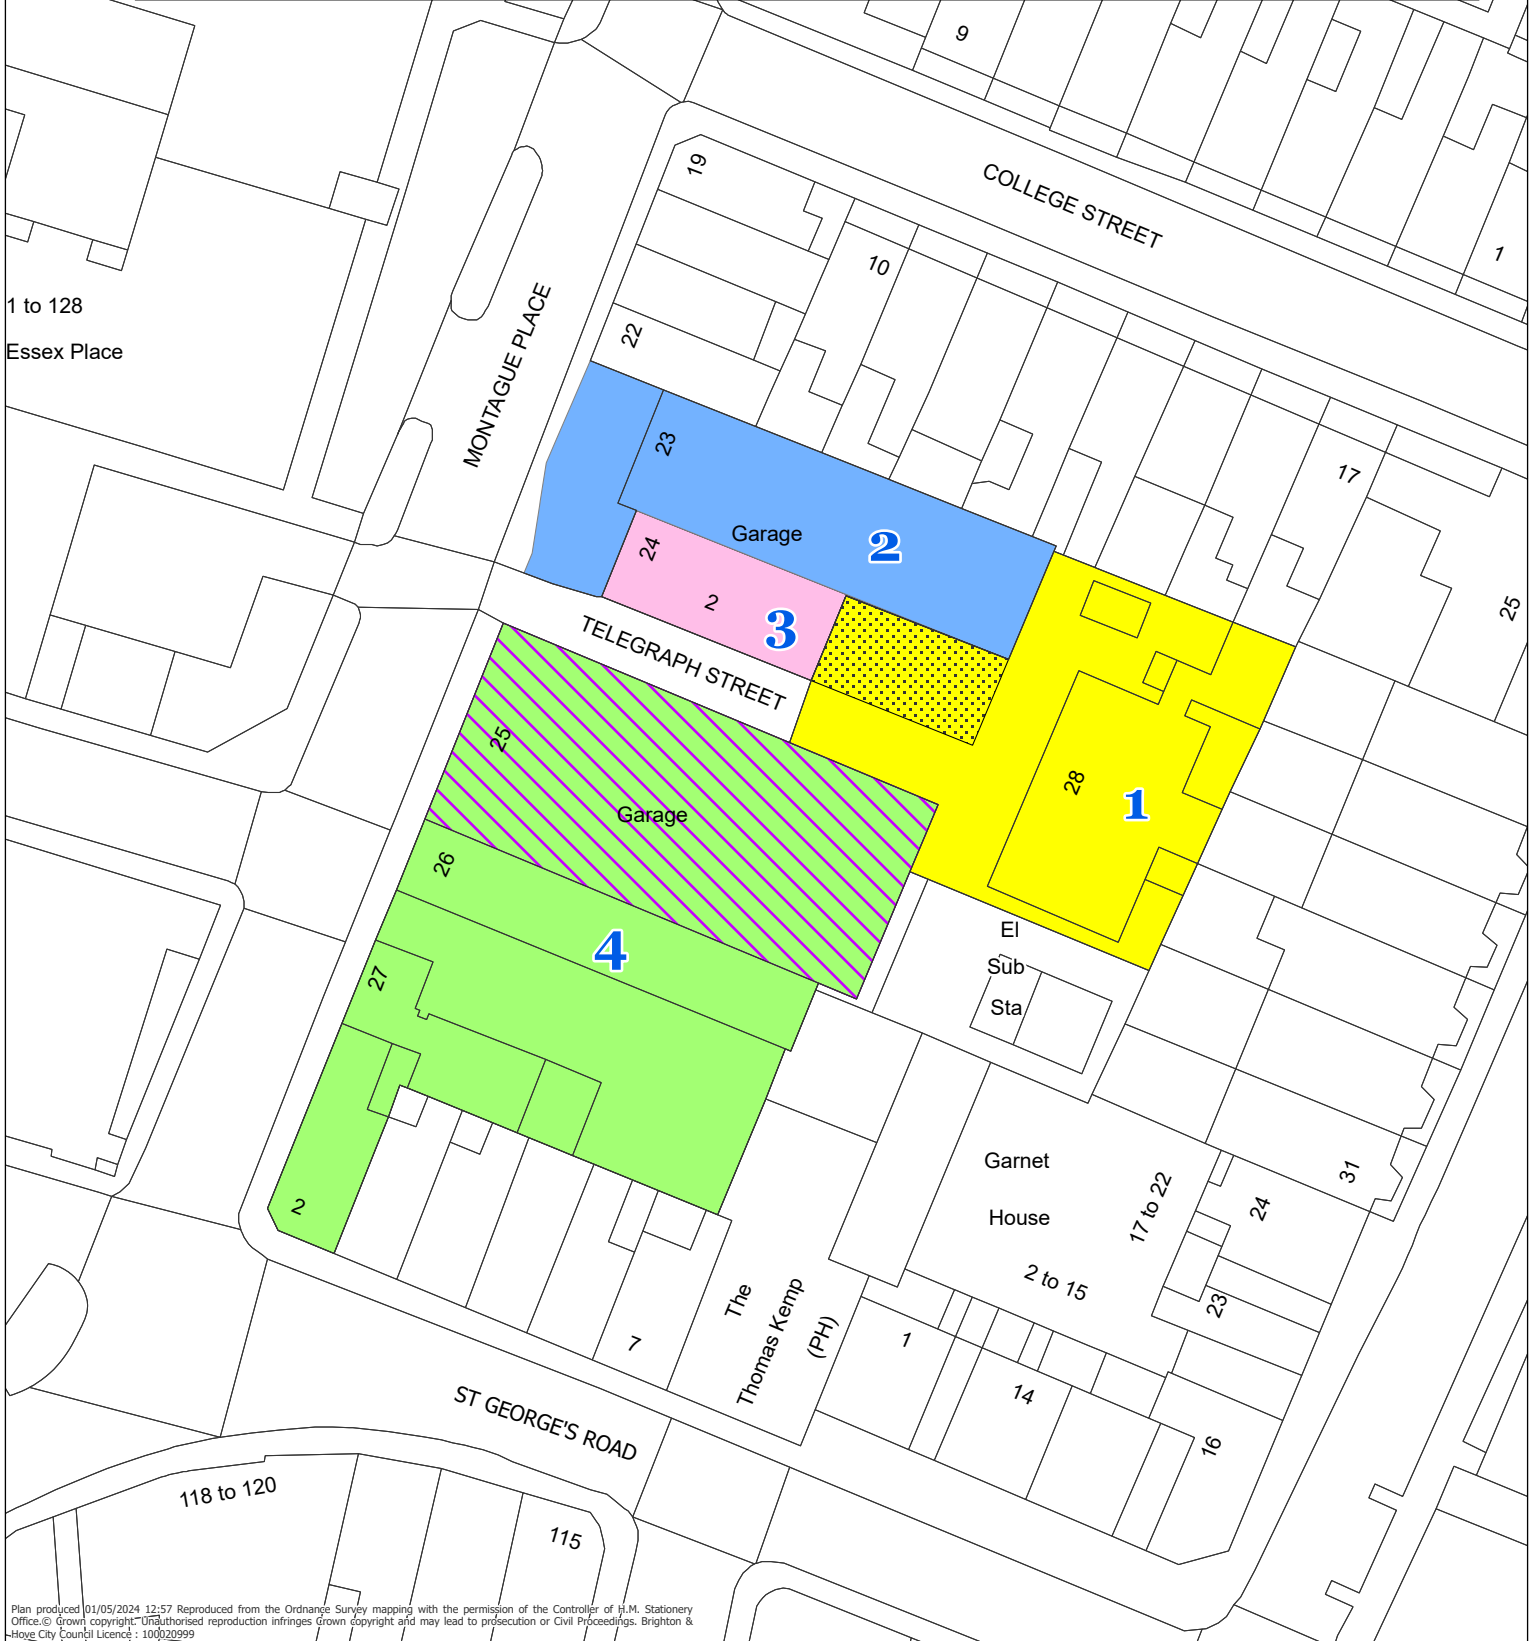 9
COLLEGE STREET
19
10
1
1 to 128
Essex Place
MONTAGUE PLACE
22
23
17
Garage
2
24
2
3
25
TELEGRAPH STREET
25
28
1
Garage
26
4
El
Sub
Sta
27
Garnet
House
17 to 22
31
24
2
2 to 15
23
The
Thomas Kemp
(PH)
7
1
14
16
ST GEORGE'S ROAD
118 to 120
115
Plan produced 01/05/2024 12:57 Reproduced from the Ordnance Survey mapping with the permission of the Controller of H.M. Stationery
Office.© Crown copyright. Unauthorised reproduction infringes Crown copyright and may lead to prosecution or Civil Proceedings. Brighton &
Hove City Council Licence : 100020999